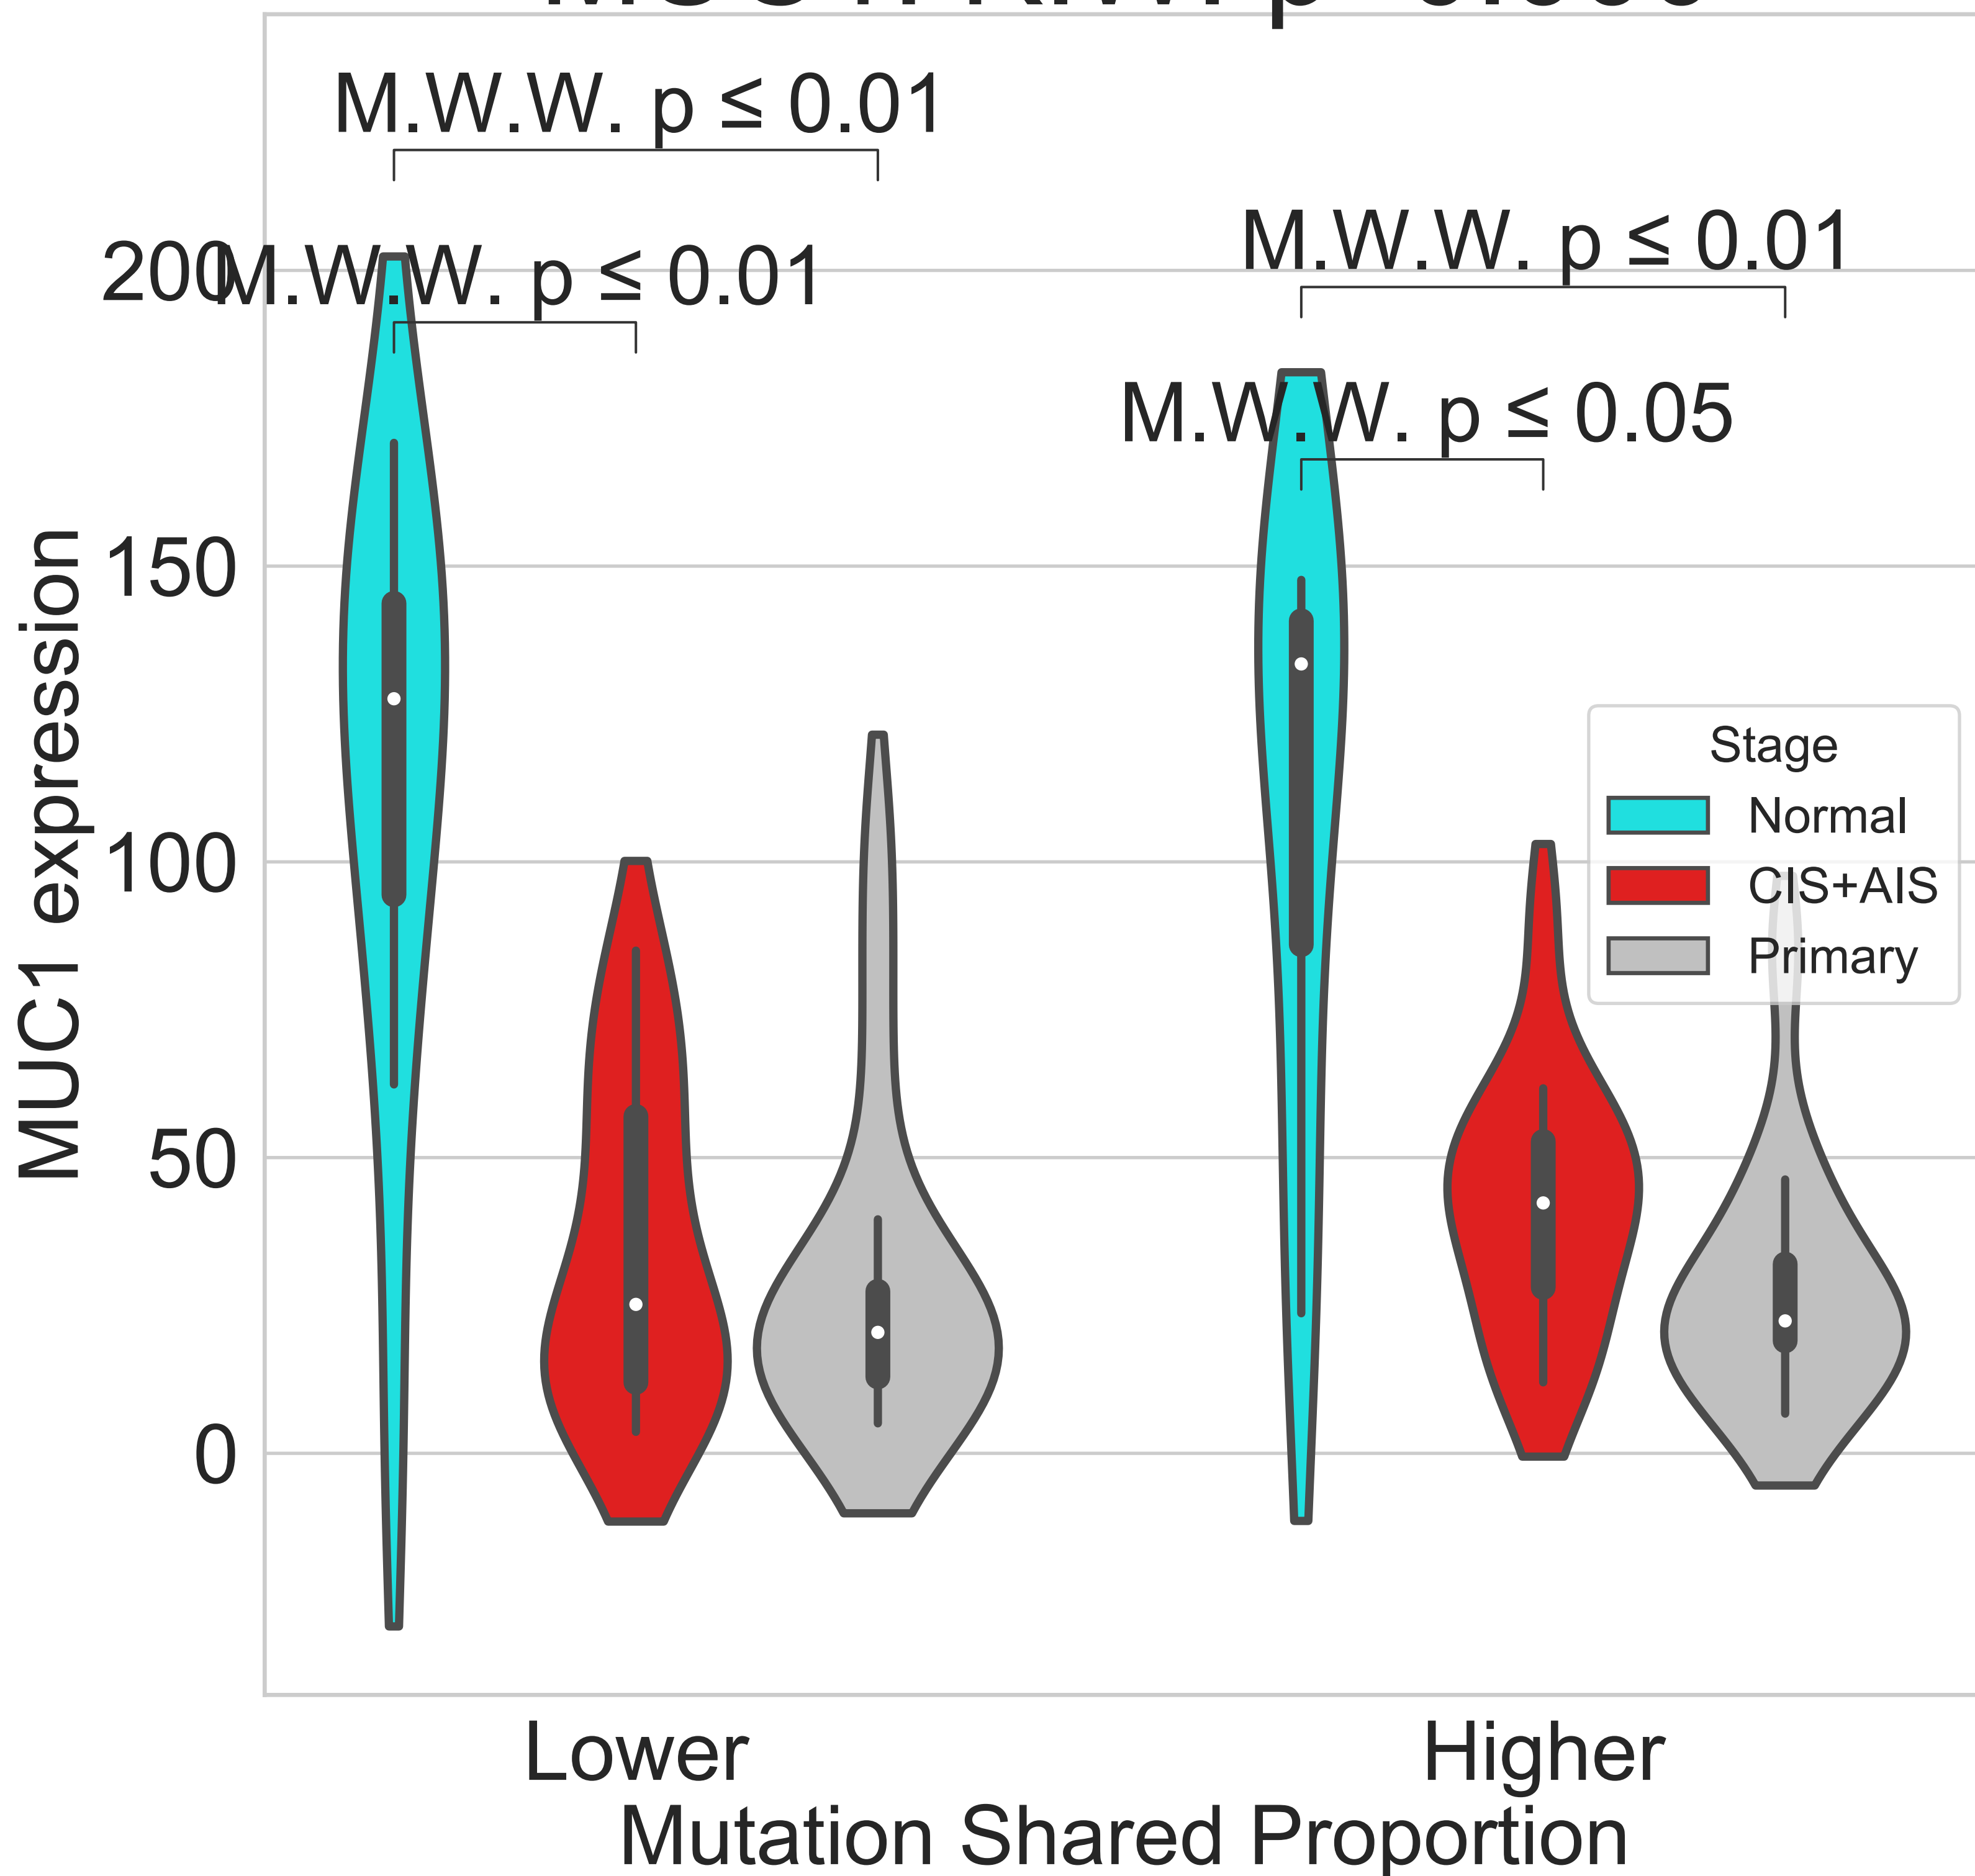 M.W.W. p ≤ 0.01
M.W.W. p ≤ 0.01
M.W.W. p ≤ 0.01
M.W.W. p ≤ 0.05
200
150
100
50
0
MUC1 expression
Stage
Normal
CIS+AIS
Primary
Lower
Higher
Mutation Shared Proportion